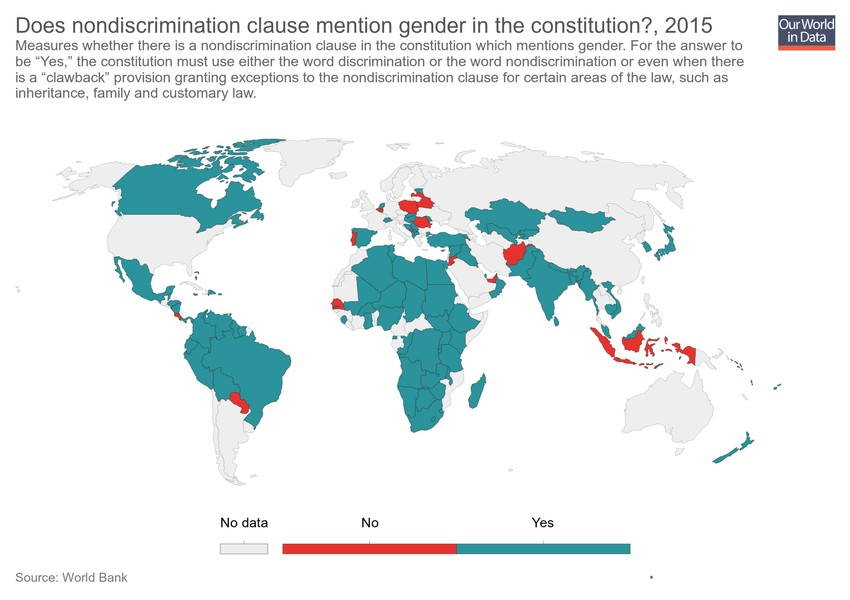 Does nondiscrimination clause mention gender in the constitution?, 2015
Our World
in Data
Measures whether there is a nondiscrimination clause in the constitution which mentions gender. For the answer to
be “Yes,” the constitution must use either the word discrimination or the word nondiscrimination or even when there
is a “clawback” provision granting exceptions to the nondiscrimination clause for certain areas of the law, such as
inheritance, family and customary law.
No data
No
Yes
Source: World Bank
•